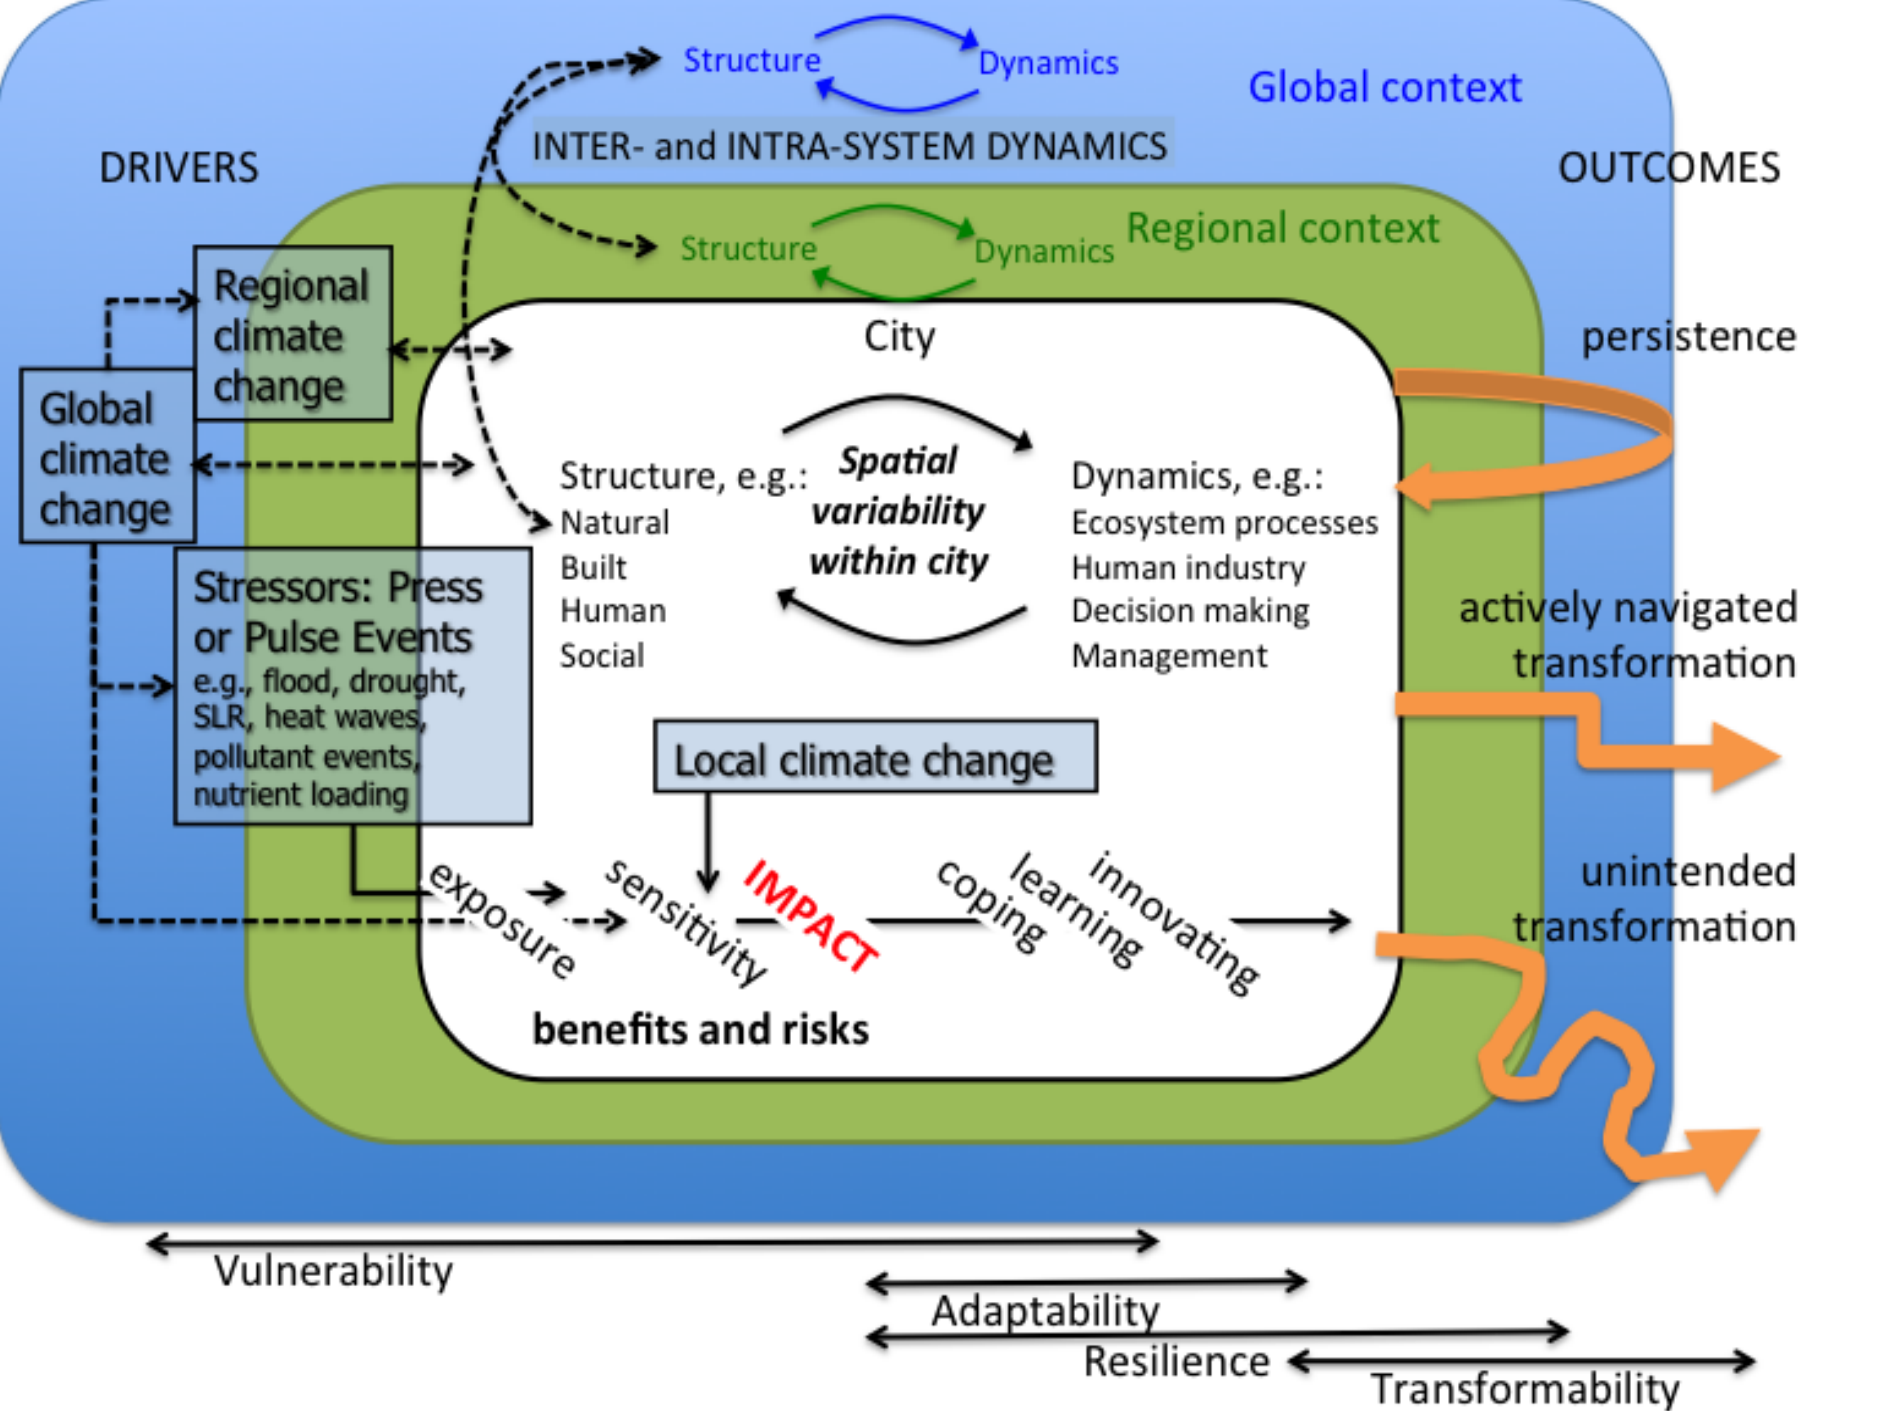 Structure
Dynamics
Global context
INTER- and INTRA-SYSTEM DYNAMICS
DRIVERS
OUTCOMES
Structure
Dynamics
Regional context
Regional
climate
change
Global
climate
change
Stressors: Press
or Pulse Events
e.g., flood, drought,
SLR, heat waves,
pollutant events,
nutrient loading
City
Structure, e.g.:
Natural
Built
Human
Social
Spatial
variability
within city
Dynamics, e.g.:
Ecosystem processes
Human industry
Decision making
Management
Local climate change
exposure
sensitivity
IMPACT
coping
learning
innovating
benefits and risks
persistence
actively navigated
transformation
unintended
transformation
Vulnerability
Adaptability
Resilience
Transformability